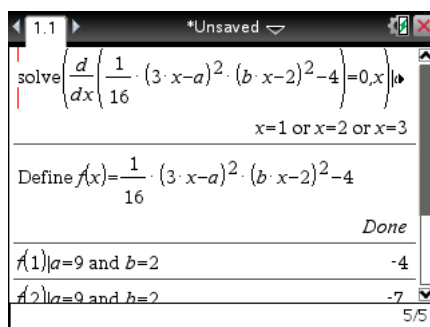 1.1 *Unsaved
solve(d/dx(1/16·(3·x−a)²·(b·x−2)²−4)=0,x)|
x=1 or x=2 or x=3
Define f(x)=1/16·(3·x−a)²·(b·x−2)²−4
Done
f(1)|a=9 and b=2 -4
f(2)|a=9 and b=2 -7
5/5